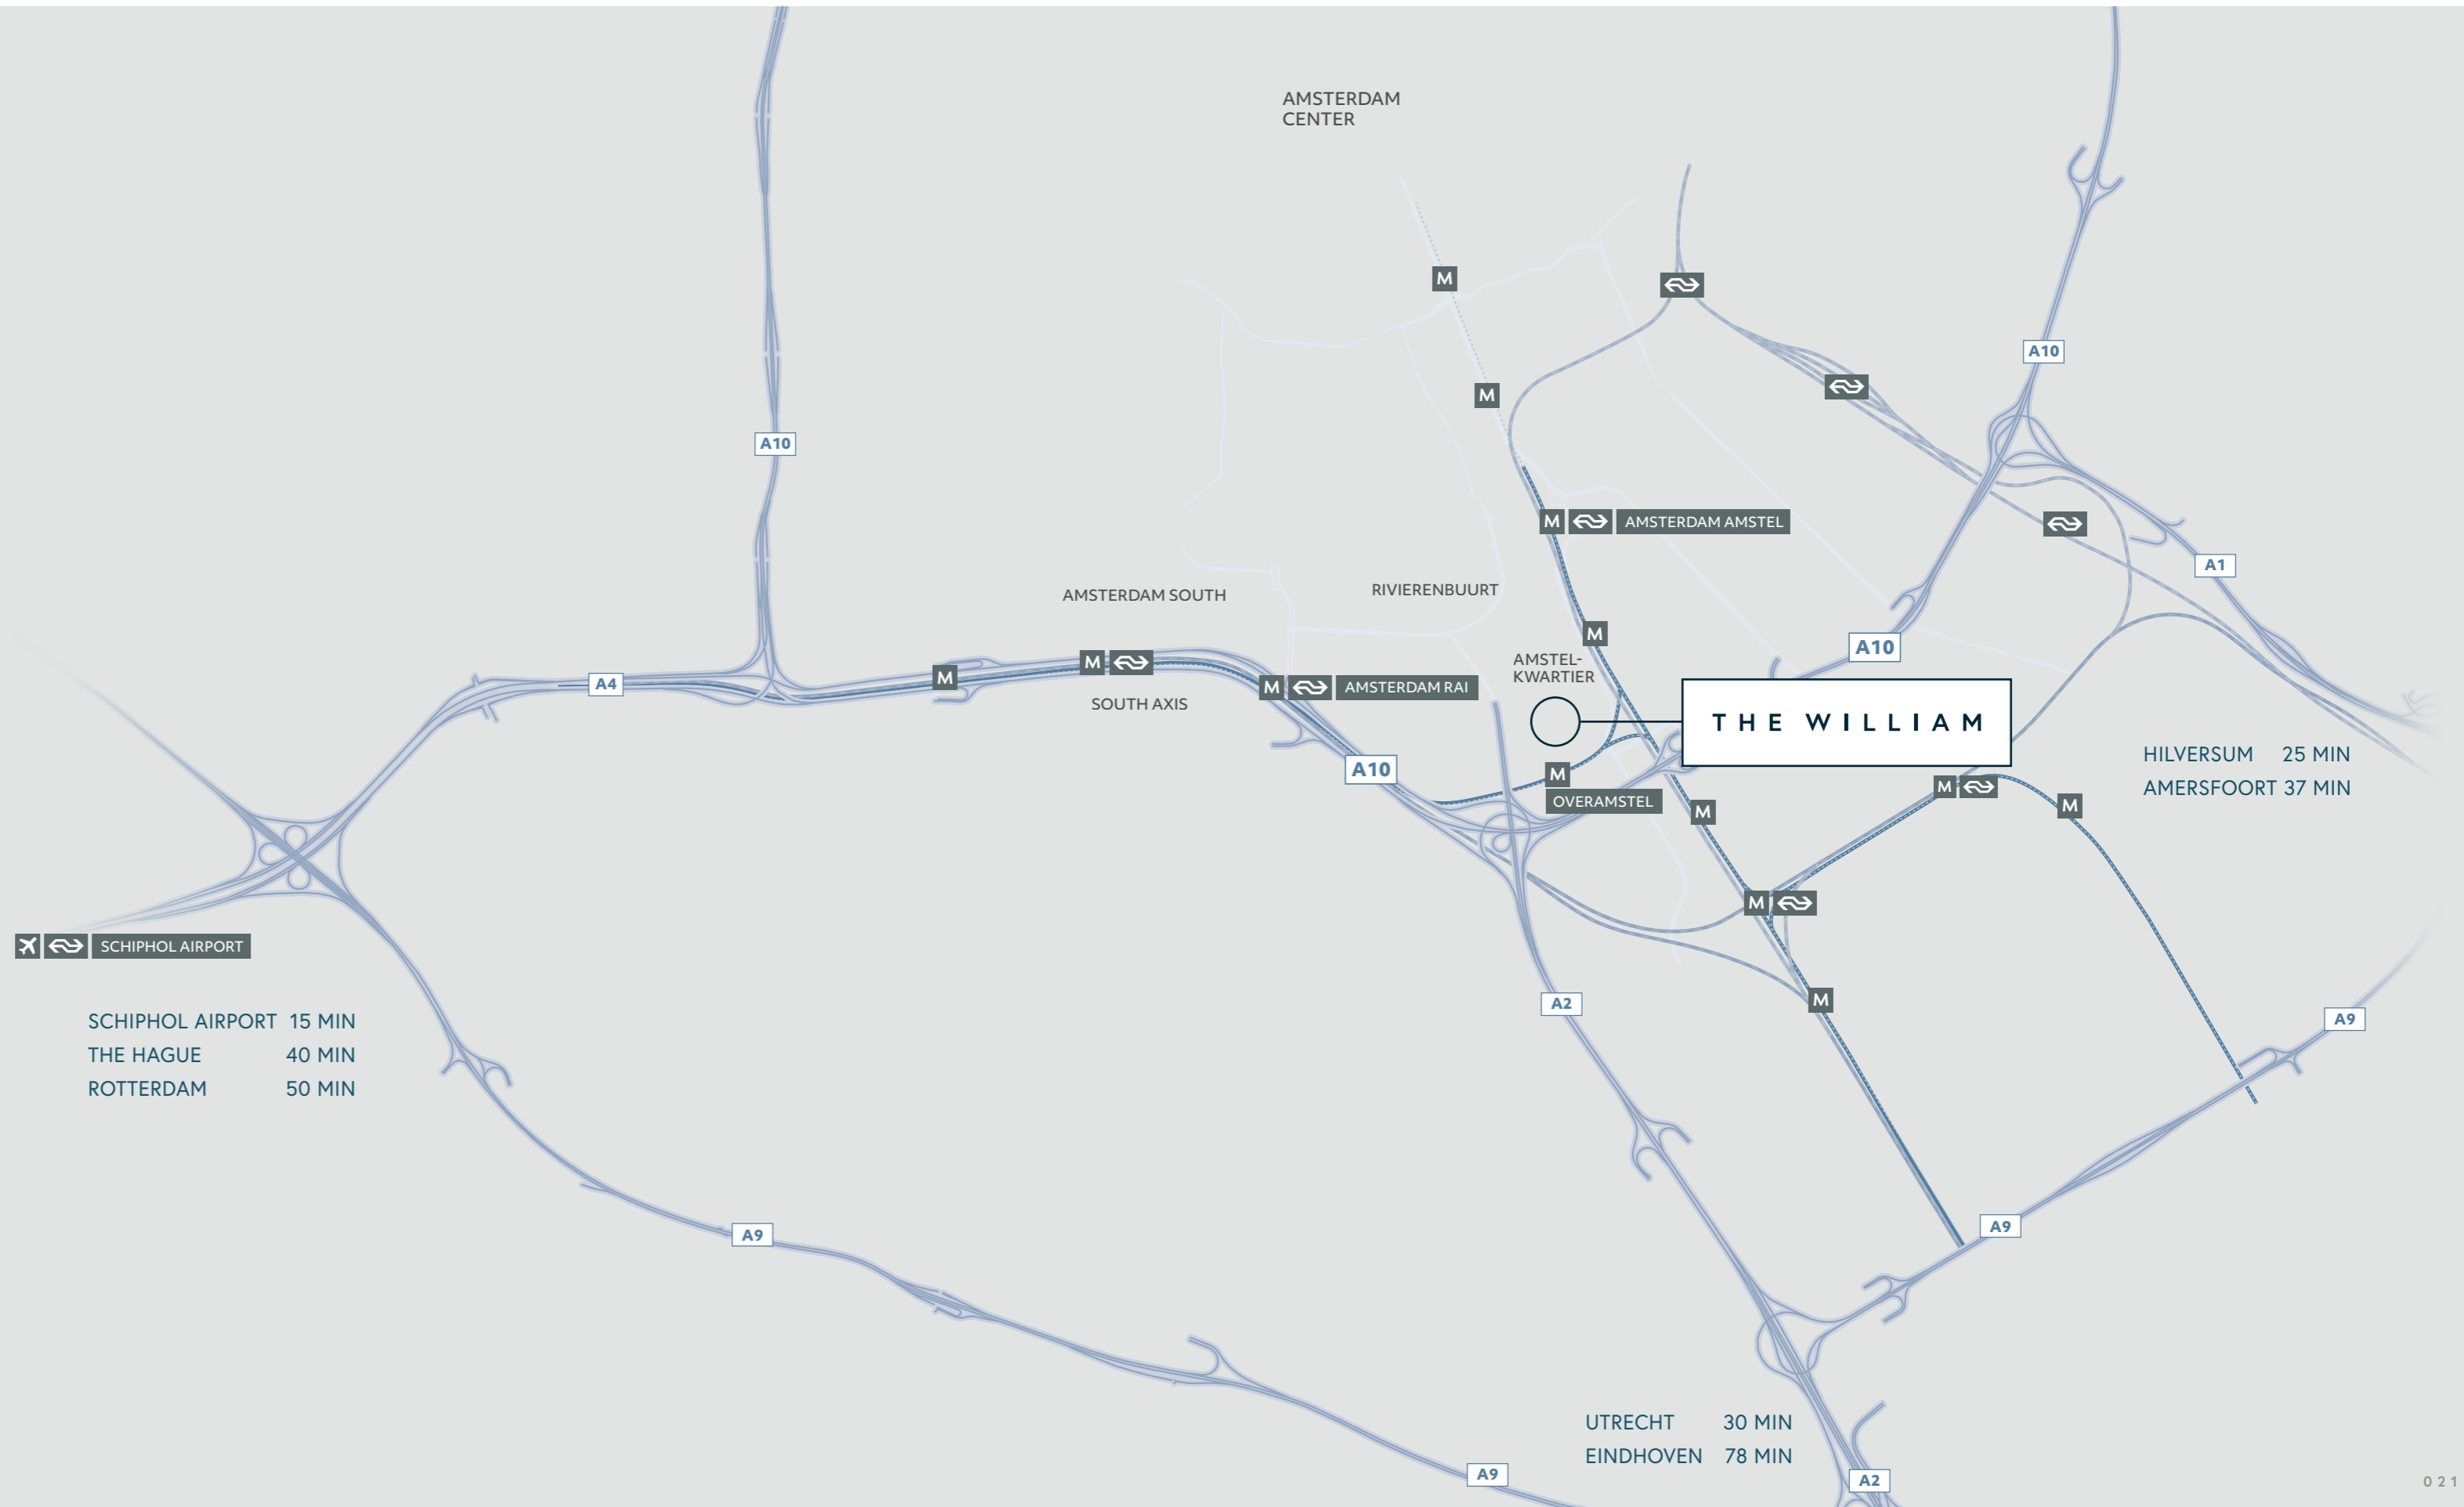 AMSTERDAM
CENTER
M
A10
M
A10
M AMSTERDAM AMSTEL
A1
RIVIERENBUURT
AMSTERDAM SOUTH
M
A10
AMSTEL-
KWARTIER
M
M
A4
M AMSTERDAM RAI
SOUTH AXIS
THE WILLIAM
HILVERSUM 25 MIN
AMERSFOORT 37 MIN
A10
M
OVERAMSTEL
M
M
M
M
SCHIPHOL AIRPORT
M
A2
A9
SCHIPHOL AIRPORT 15 MIN
THE HAGUE 40 MIN
ROTTERDAM 50 MIN
A9
A9
UTRECHT 30 MIN
EINDHOVEN 78 MIN
A9
A2
021